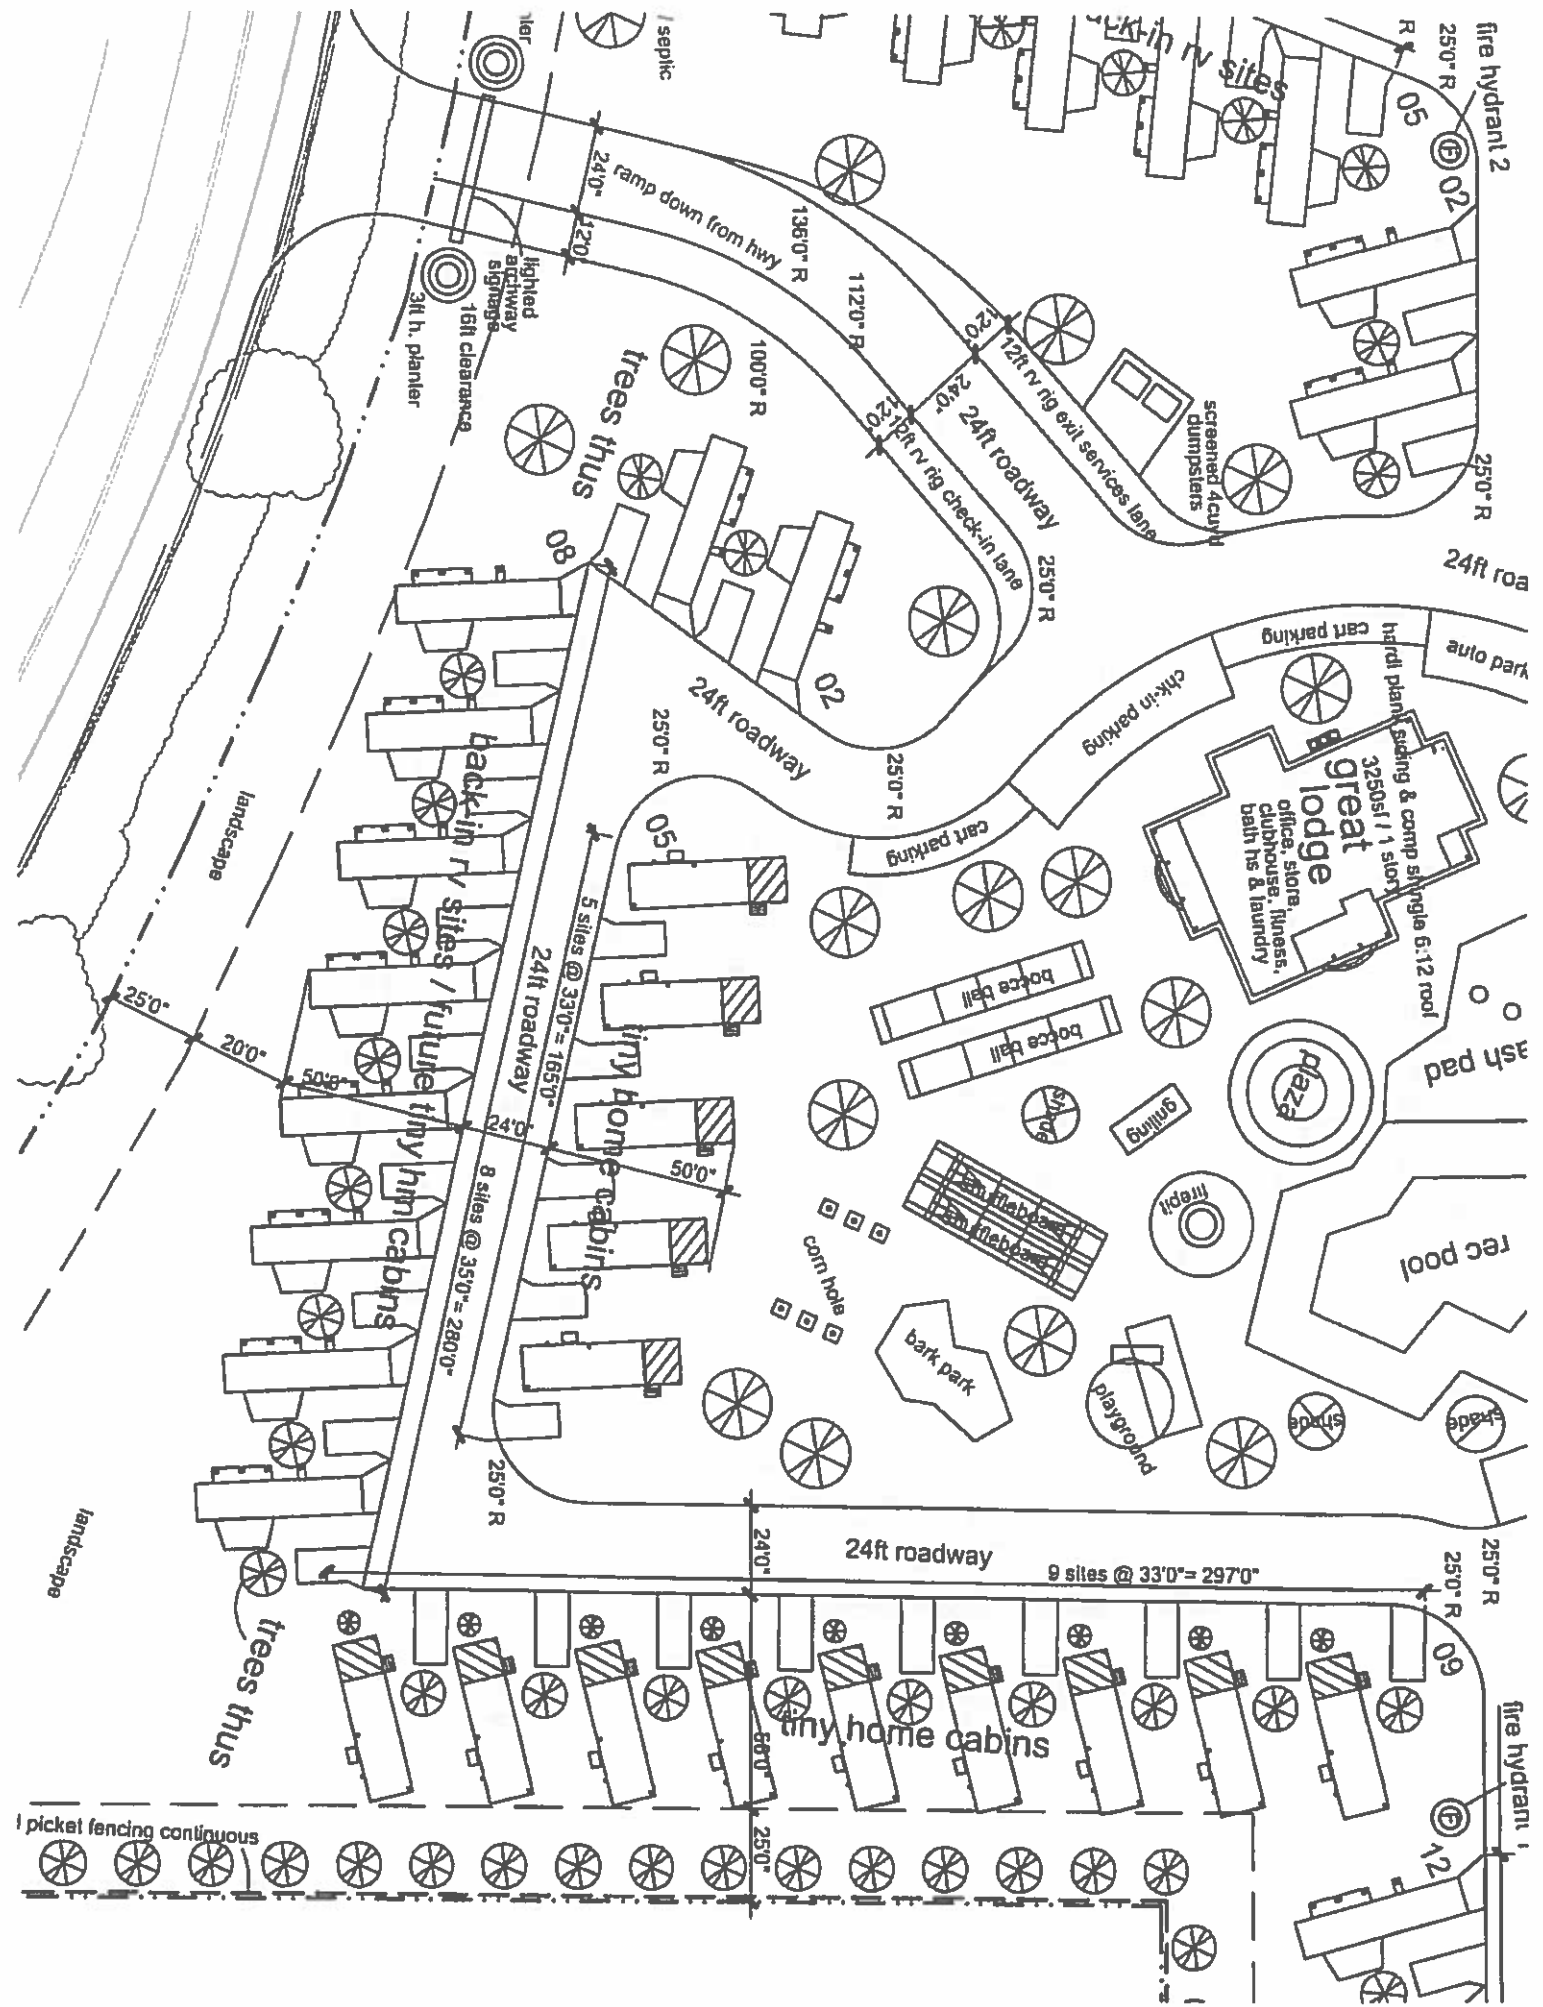 / septic
back-in rv sites
R
25'0" R
fire hydrant 2
05
F
02
24'0"
12'0"
ramp down from hwy
136'0" R
112'0" R
100'0" R
lighted
archway
signage
16ft clearance
3ft h. planter
trees thus
12'0"
24'0"
12'0"
12ft rv rig exit services lane
24ft roadway
12ft rv rig check-in lane
screened 4cuyd
dumpsters
25'0" R
25'0" R
24ft roa
08
02
24ft roadway
25'0" R
25'0" R
cart parking
chk-in parking
cart parking
auto park
hardi plank siding & comp shingle 6:12 roof
great
lodge
3250sf / 1 story
office, store,
clubhouse, fitness,
bath hs & laundry
landscape
back-in rv sites / future tiny hm cabins
05
5 sites @ 33'0"= 165'0"
24ft roadway
8 sites @ 35'0"= 280'0"
tiny home cabins
25'0"
20'0"
50'0"
24'0"
50'0"
bocce ball
bocce ball
shade
grilling
plaza
ash pad
shuffleboard
shuffleboard
firepit
rec pool
corn hole
bark park
playground
shade
shade
25'0" R
24'0"
24ft roadway
9 sites @ 33'0"= 297'0"
25'0" R
25'0" R
09
landscape
trees thus
tiny home cabins
25'0"
fire hydrant
F
12
picket fencing continuous